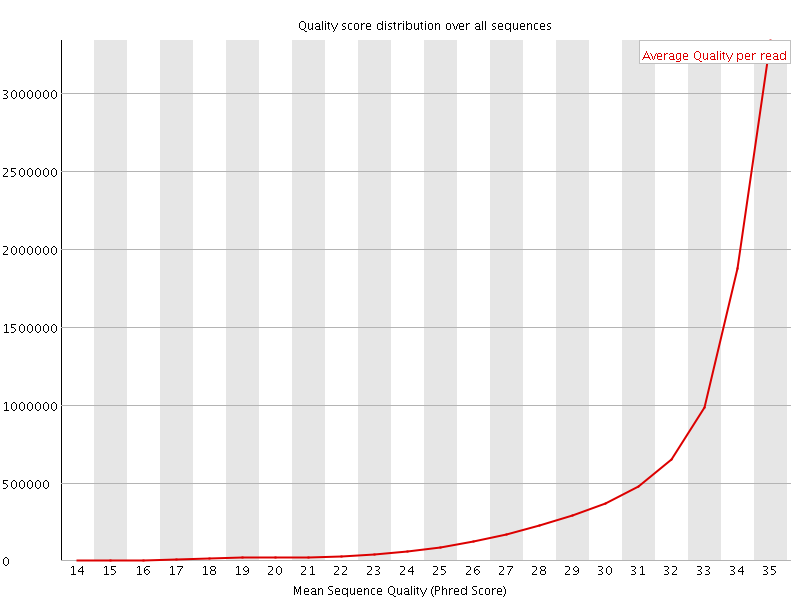 Quality score distribution over all sequences
Average Quality per read
3000000
2500000
2000000
1500000
1000000
500000
0
14 15 16 17 18 19 20 21 22 23 24 25 26 27 28 29 30 31 32 33 34 35
Mean Sequence Quality (Phred Score)